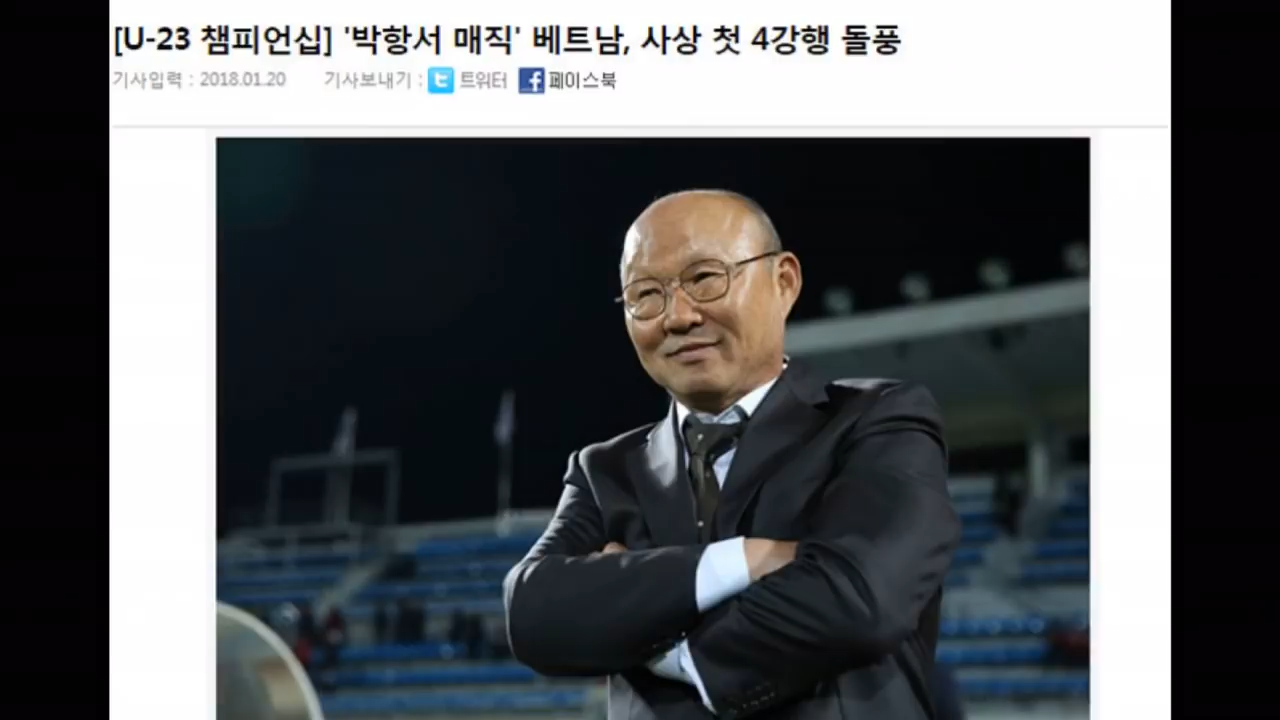 [U-23 챔피언십] '박항서 매직' 베트남, 사상 첫 4강행 돌풍
기사입력 : 2018.01.20 기사보내기 : 트위터 페이스북